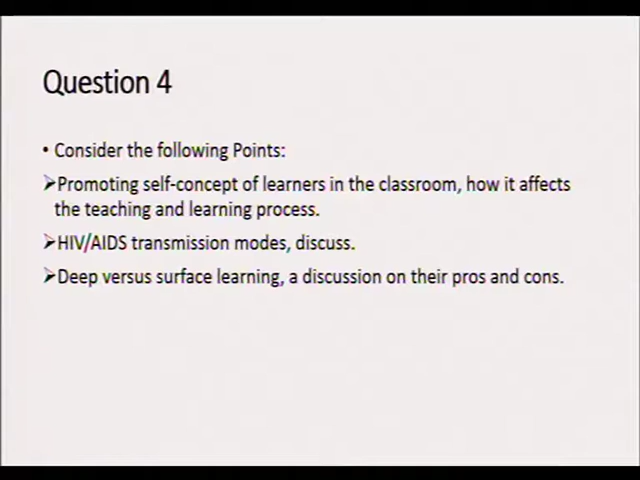 Question 4
• Consider the following Points:
➢Promoting self-concept of learners in the classroom, how it affects
the teaching and learning process.
➢HIV/AIDS transmission modes, discuss.
➢Deep versus surface learning, a discussion on their pros and cons.